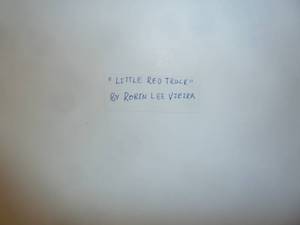 "LITTLE RED TRUCK"
BY ROBIN LEE VIEIRA